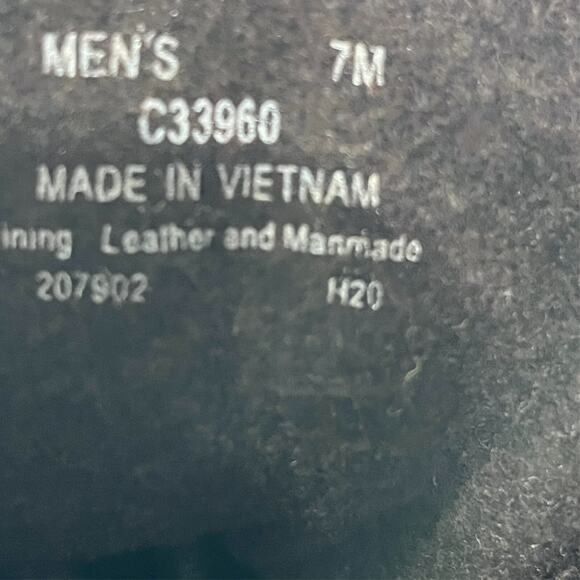 MEN'S 7M
C33960
MADE IN VIETNAM
ining Leather and Manmade
207902 H20